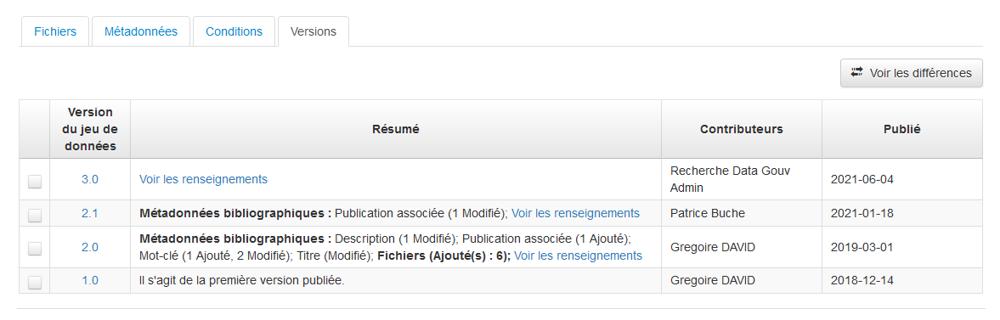 Fichiers
Métadonnées
Conditions
Versions
Voir les différences
Version
du jeu de
données
Résumé
Contributeurs
Publié
3.0
Voir les renseignements
Recherche Data Gouv
Admin
2021-06-04
2.1
Métadonnées bibliographiques : Publication associée (1 Modifié); Voir les renseignements
Patrice Buche
2021-01-18
2.0
Métadonnées bibliographiques : Description (1 Modifié); Publication associée (1 Ajouté);
Mot-clé (1 Ajouté, 2 Modifié); Titre (Modifié); Fichiers (Ajouté(s) : 6); Voir les renseignements
Gregoire DAVID
2019-03-01
1.0
Il s'agit de la première version publiée.
Gregoire DAVID
2018-12-14